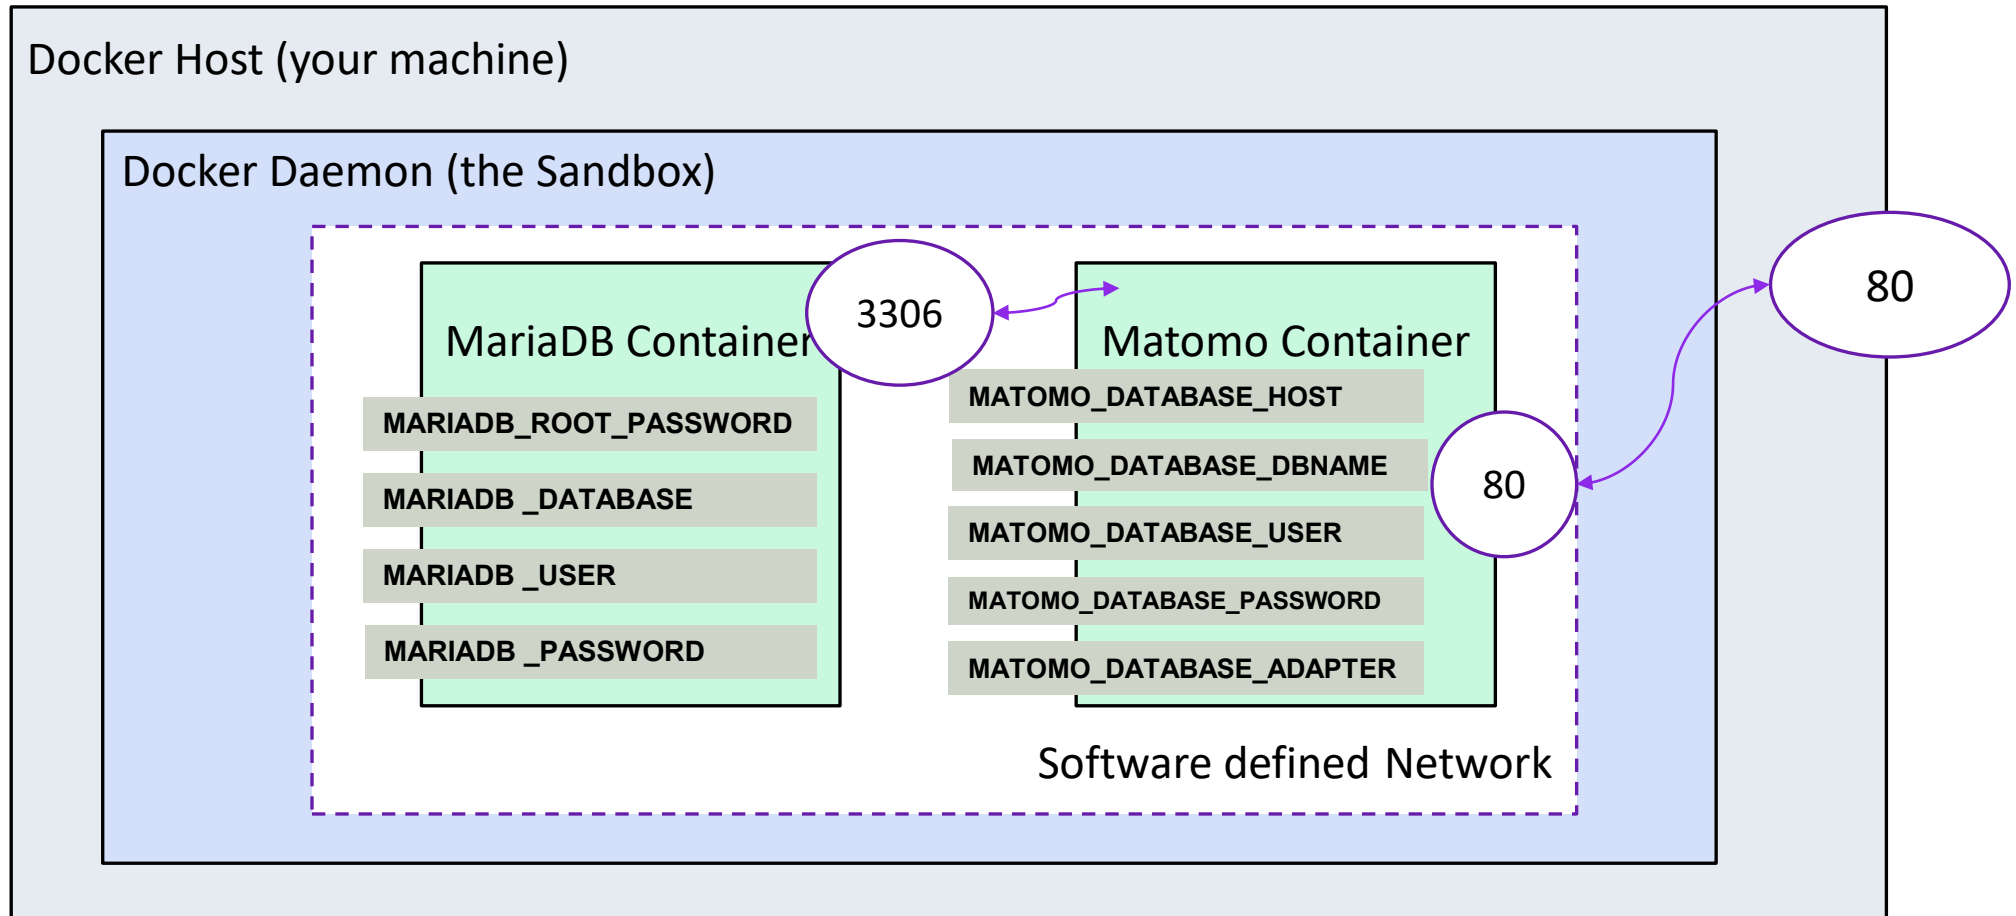 Docker Host (your machine)
Docker Daemon (the Sandbox)
MariaDB Container
3306
MARIADB_ROOT_PASSWORD
MARIADB _DATABASE
MARIADB _USER
MARIADB _PASSWORD
Matomo Container
MATOMO_DATABASE_HOST
MATOMO_DATABASE_DBNAME
MATOMO_DATABASE_USER
MATOMO_DATABASE_PASSWORD
MATOMO_DATABASE_ADAPTER
80
80
Software defined Network